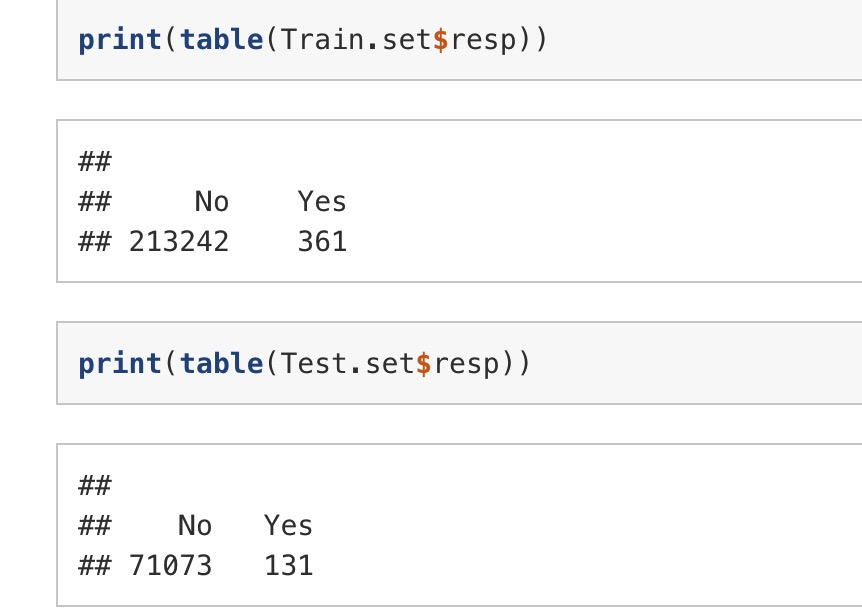 print(table(Train.set$resp))
##
##     No    Yes
## 213242    361
print(table(Test.set$resp))
##
##    No   Yes
## 71073   131